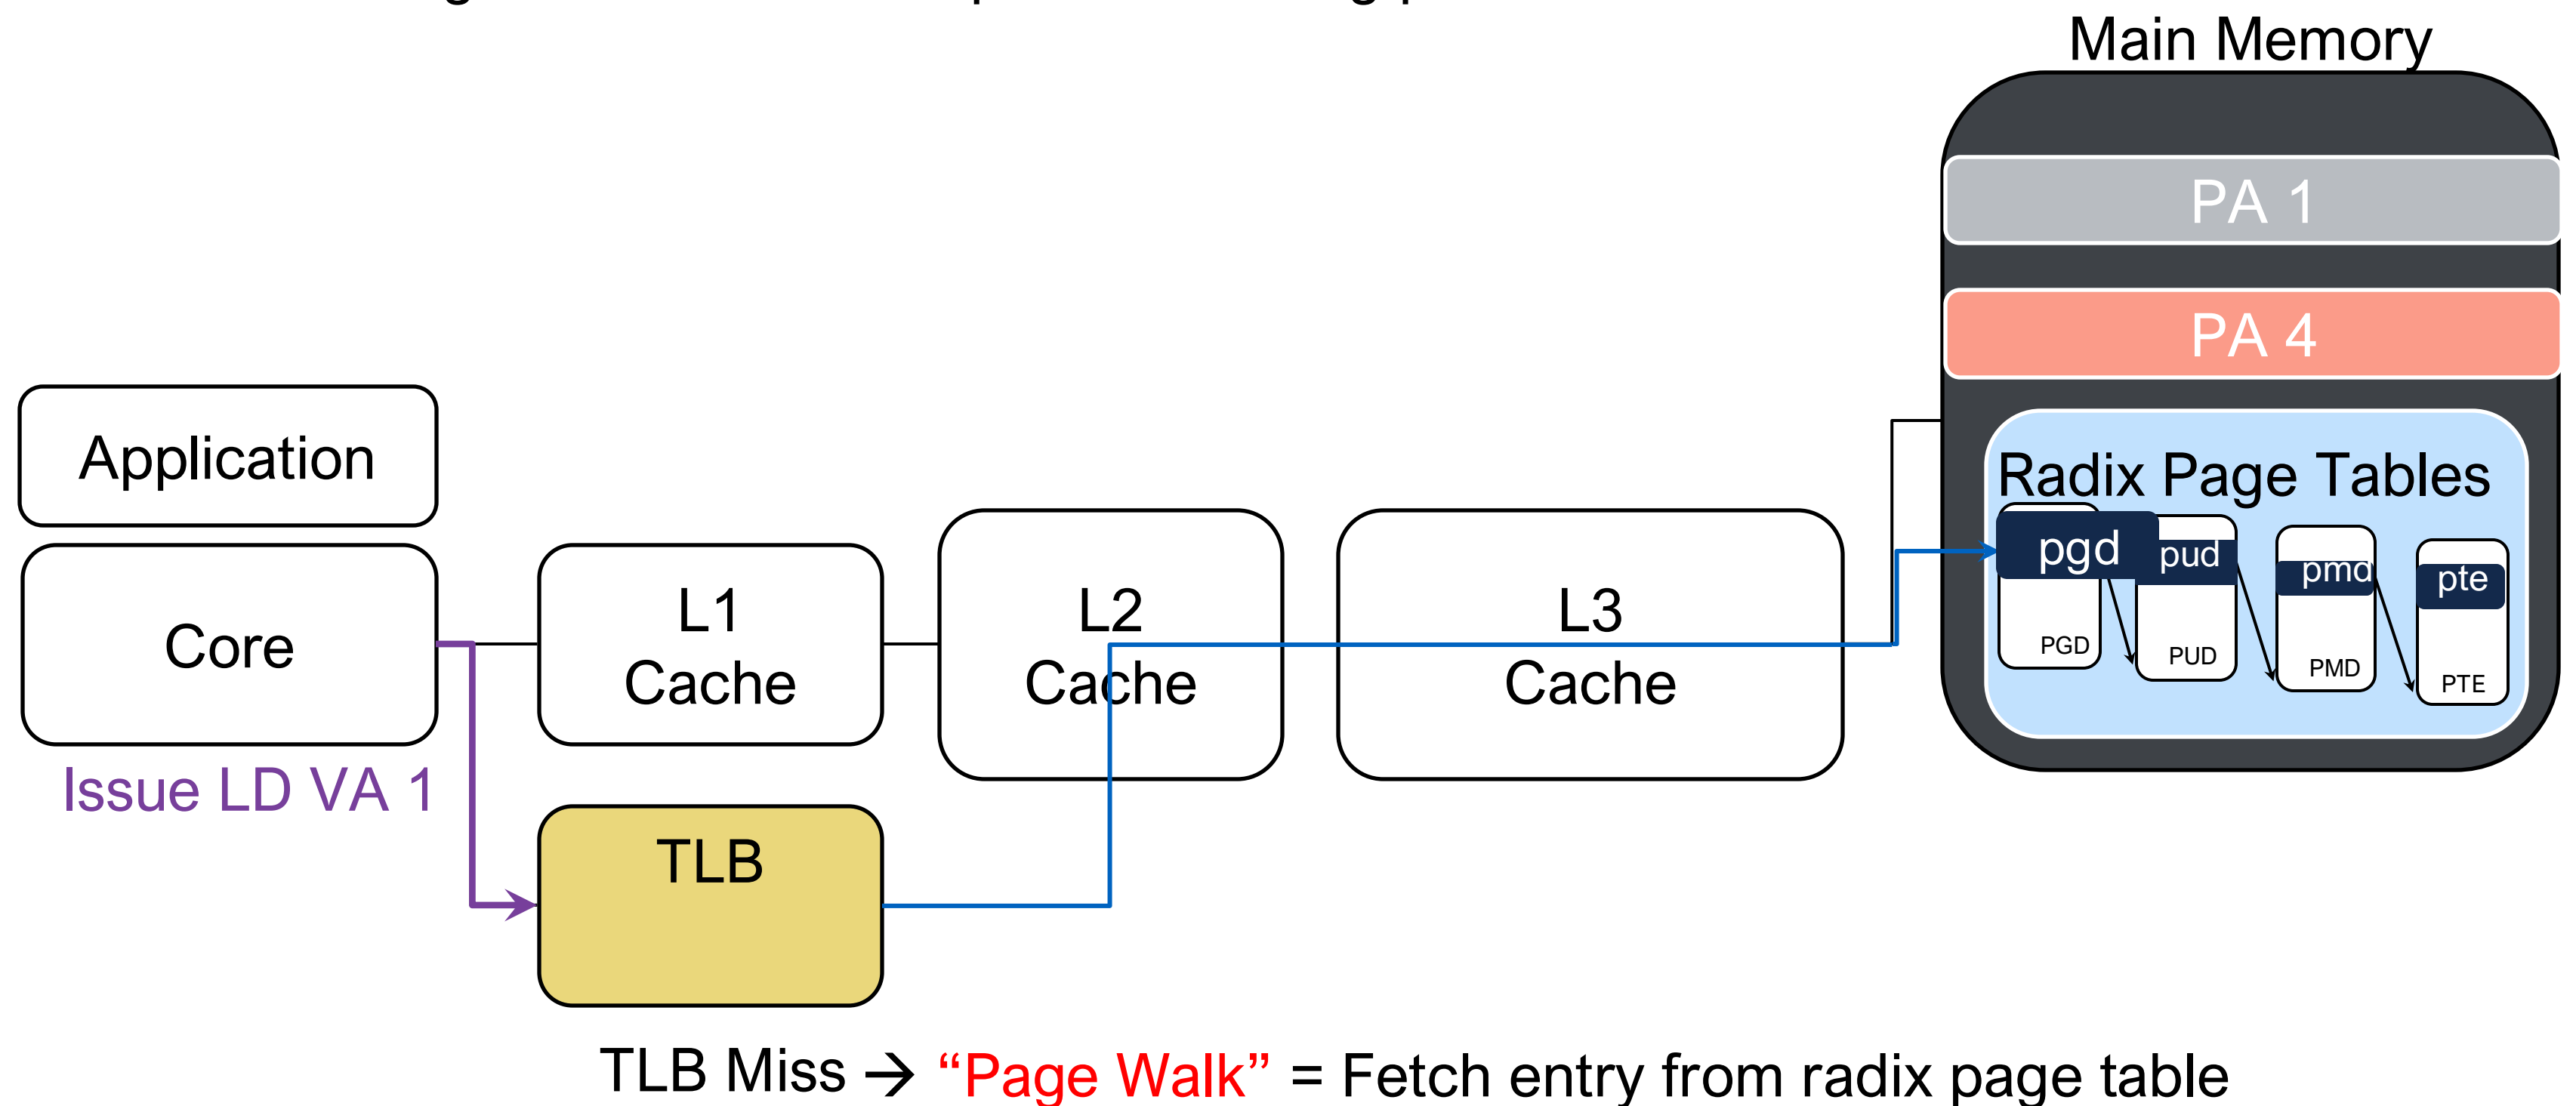 Main Memory
PA 1
PA 4
Application
Radix Page Tables
pgd
pud
pmd
pte
PGD
PUD
PMD
PTE
Core
L1
Cache
L2
Cache
L3
Cache
Issue LD VA 1
TLB
TLB Miss → “Page Walk” = Fetch entry from radix page table